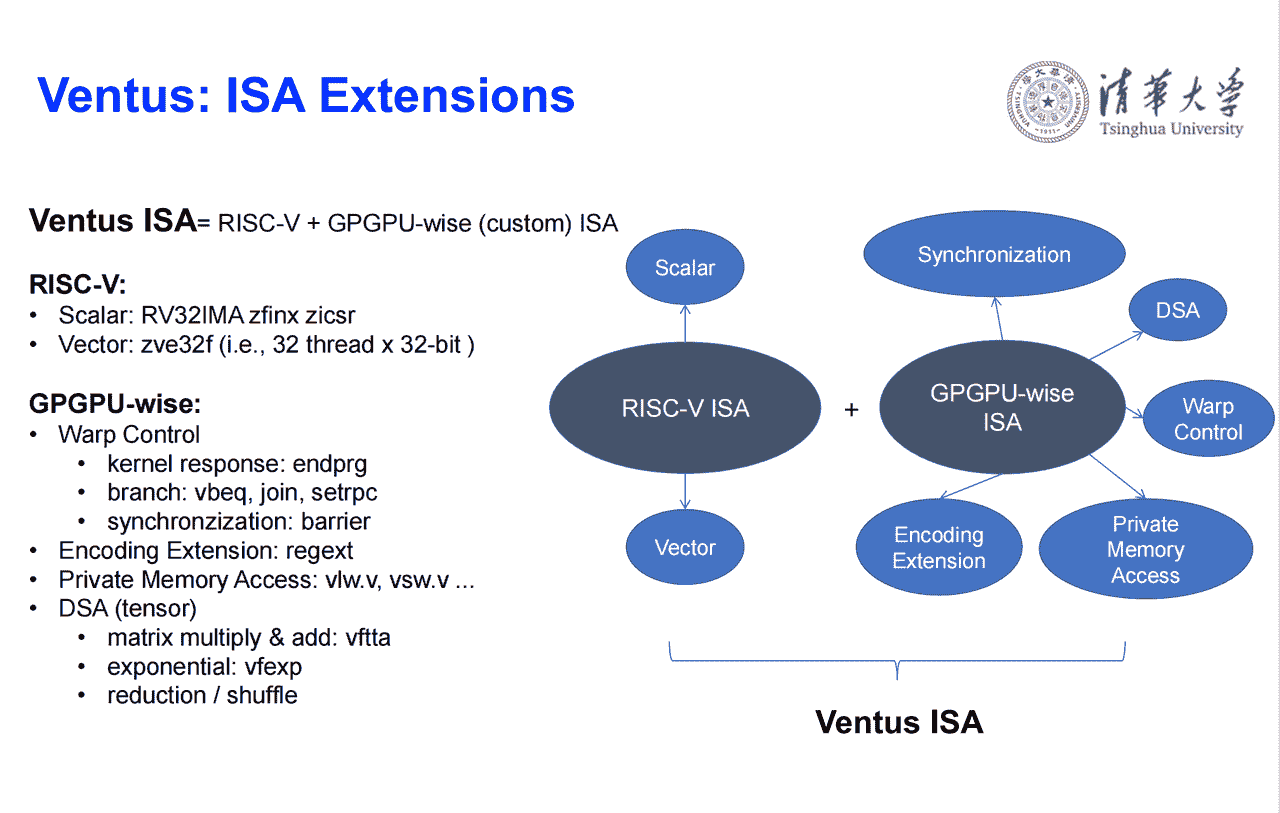 Ventus: ISA Extensions
清華大学
Tsinghua University
Ventus ISA= RISC-V + GPGPU-wise (custom) ISA
RISC-V:
• Scalar: RV32IMA zfinx zicsr
• Vector: zve32f (i.e., 32 thread x 32-bit )
GPGPU-wise:
• Warp Control
• kernel response: endprg
• branch: vbeq, join, setrpc
• synchronzization: barrier
• Encoding Extension: regext
• Private Memory Access: vlw.v, vsw.v ...
• DSA (tensor)
• matrix multiply & add: vftta
• exponential: vfexp
• reduction / shuffle
Scalar
RISC-V ISA
Vector
+
Synchronization
DSA
GPGPU-wise
ISA
Warp
Control
Encoding
Extension
Private
Memory
Access
Ventus ISA